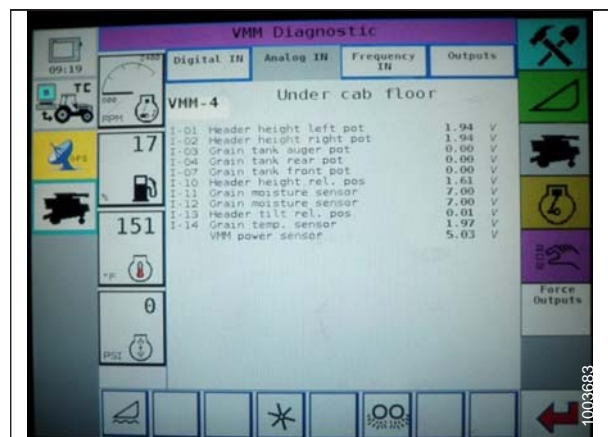 VMM Diagnostic
09:19
TC
1.0
GPS
2400
000
RPM
17
%
151
°F
0
PSI
Digital IN
Analog IN
Frequency
IN
Outputs
VMM-4
Under cab floor
I-01 Header height left pot 1.94 V
I-02 Header height right pot 1.94 V
I-03 Grain tank auger pot 0.00 V
I-04 Grain tank rear pot 0.00 V
I-07 Grain tank front pot 0.00 V
I-10 Header height rel. pos 1.61 V
I-11 Grain moisture sensor 7.00 V
I-12 Grain moisture sensor 7.00 V
I-13 Header tilt rel. pos 0.01 V
I-14 Grain temp. sensor 1.97 V
VMM power sensor 5.03 V
Force
Outputs
1003683